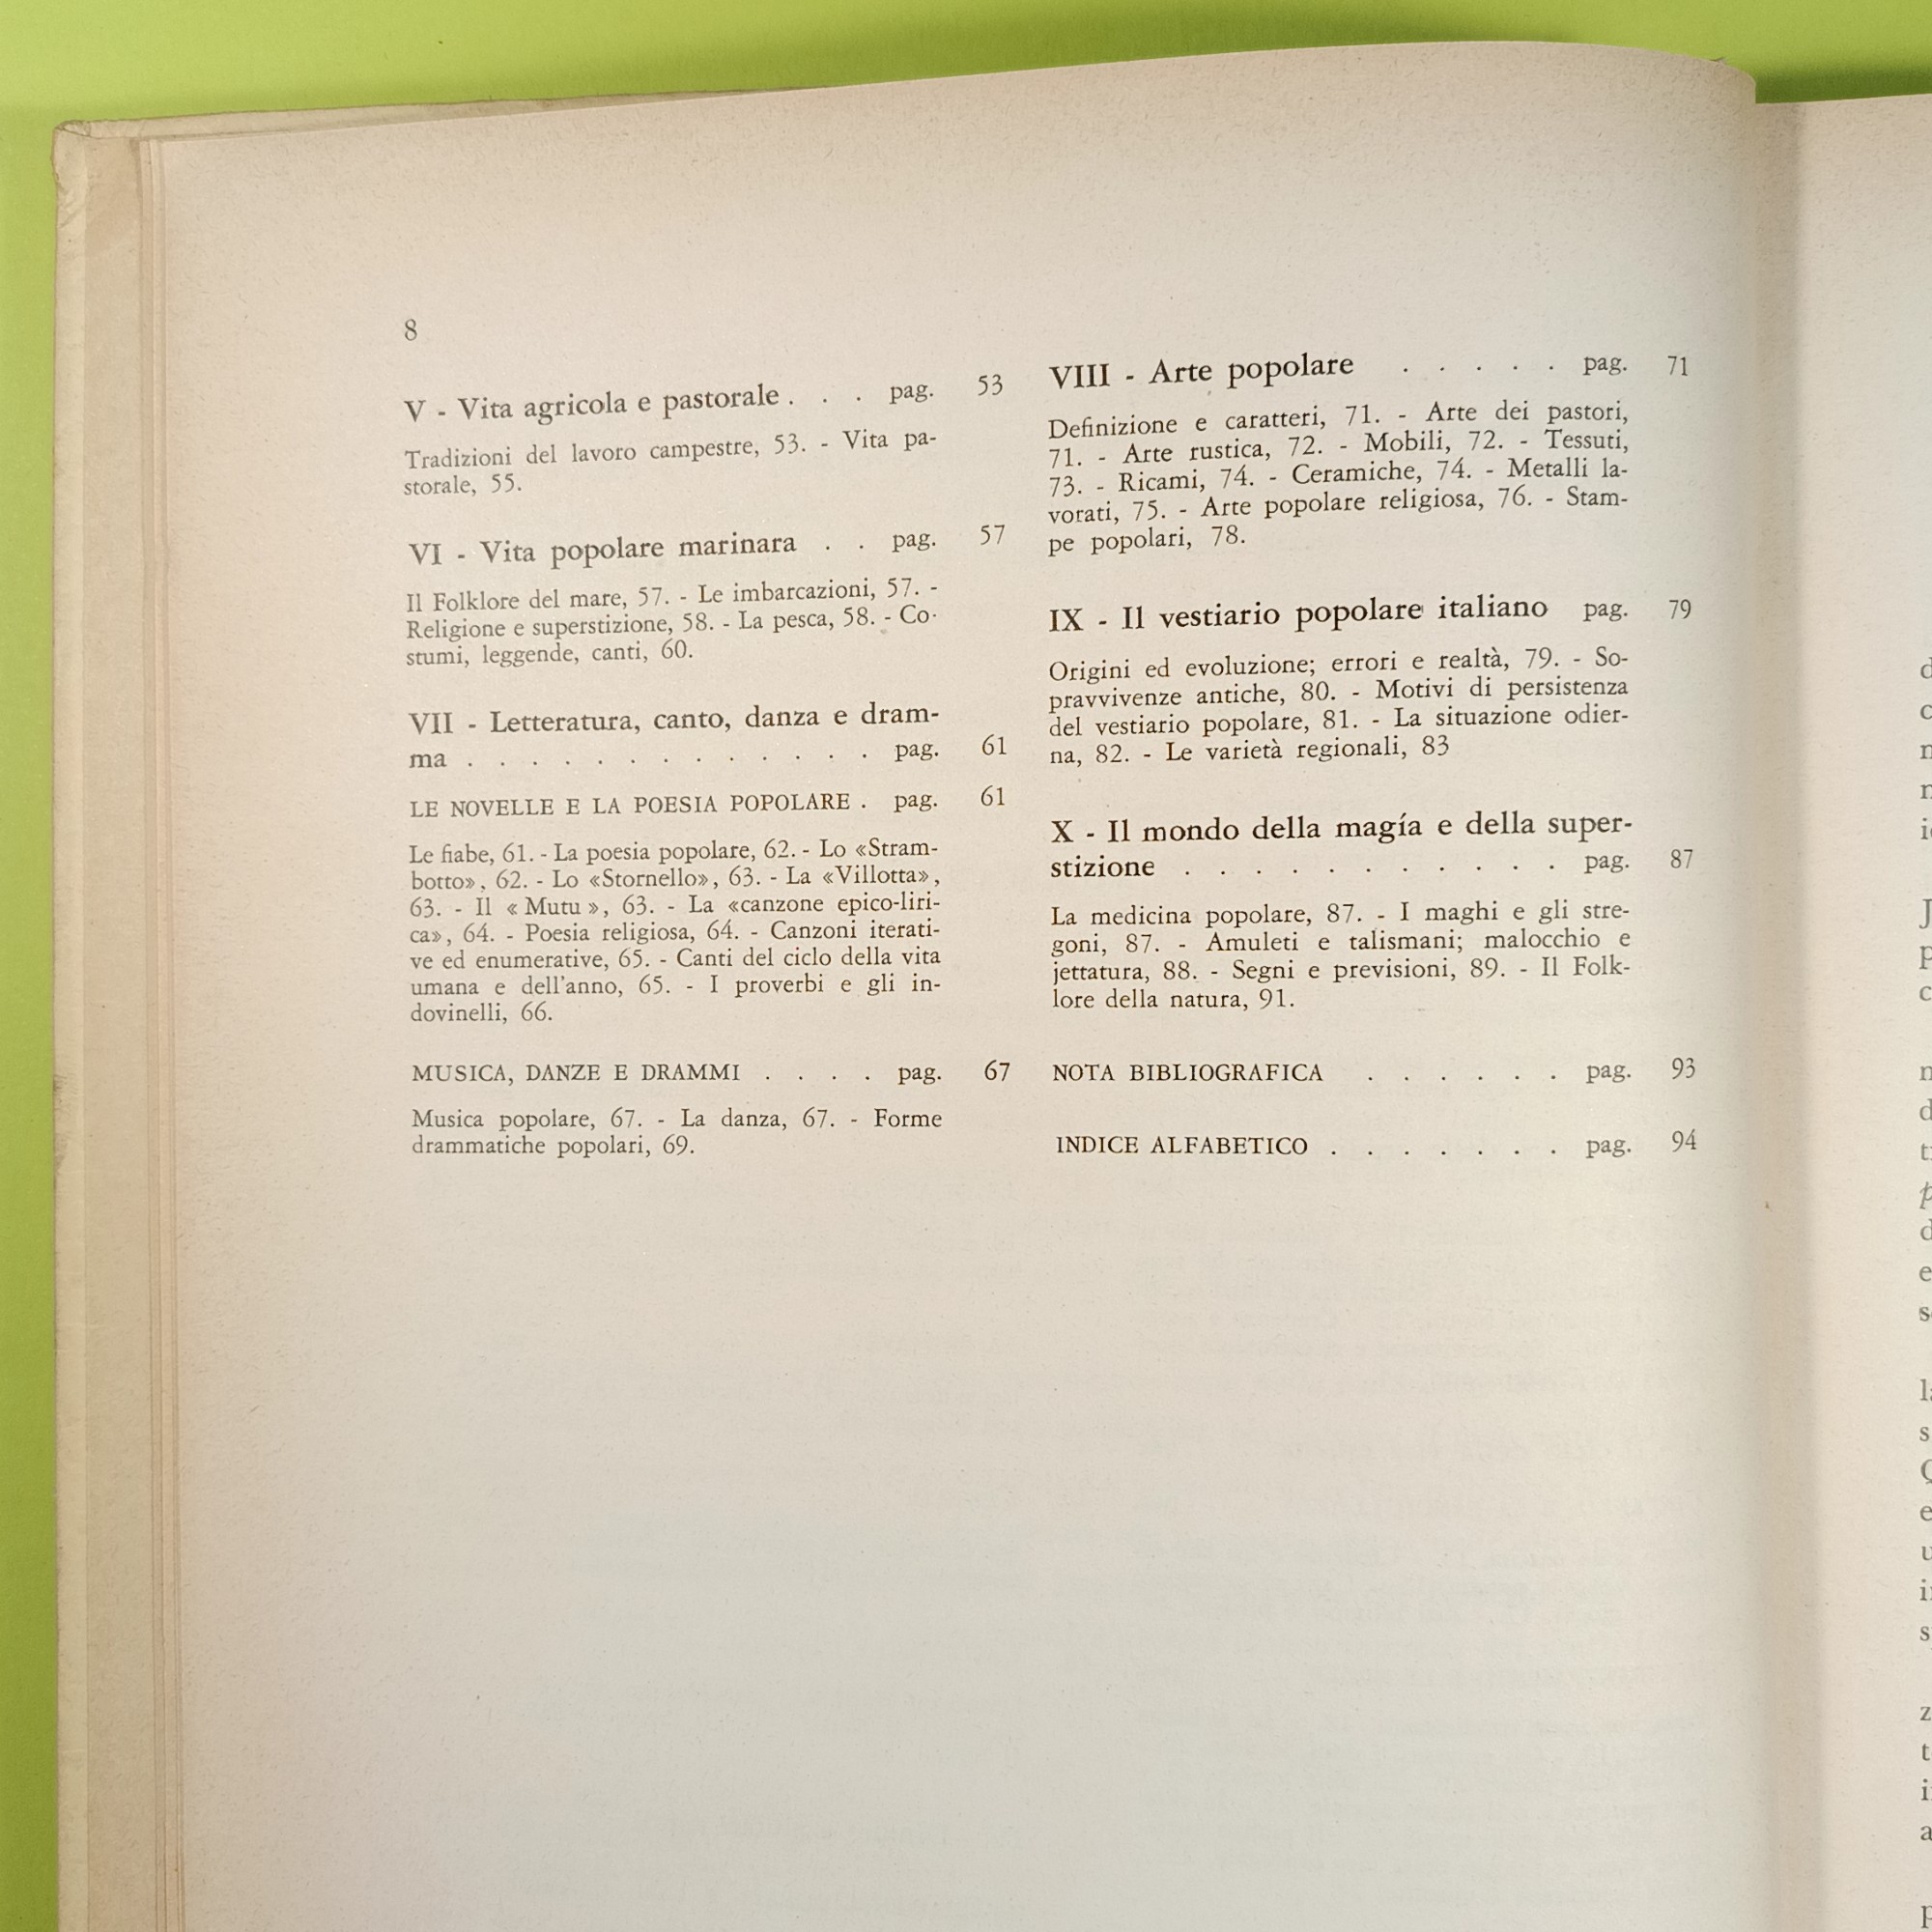 8
V - Vita agricola e pastorale . . . pag. 53
Tradizioni del lavoro campestre, 53. - Vita pa-
storale, 55.
VI - Vita popolare marinara . . pag. 57
Il Folklore del mare, 57. - Le imbarcazioni, 57. -
Religione e superstizione, 58. - La pesca, 58. - Co-
stumi, leggende, canti, 60.
VII - Letteratura, canto, danza e dram-
ma . . . . . . . . . . . . . pag. 61
LE NOVELLE E LA POESIA POPOLARE . pag. 61
Le fiabe, 61. - La poesia popolare, 62. - Lo «Stram-
botto», 62. - Lo «Stornello», 63. - La «Villotta»,
63. - Il « Mutu », 63. - La «canzone epico-liri-
ca», 64. - Poesia religiosa, 64. - Canzoni iterati-
ve ed enumerative, 65. - Canti del ciclo della vita
umana e dell'anno, 65. - I proverbi e gli in-
dovinelli, 66.
MUSICA, DANZE E DRAMMI . . . . pag. 67
Musica popolare, 67. - La danza, 67. - Forme
drammatiche popolari, 69.
VIII - Arte popolare . . . . . pag. 71
Definizione e caratteri, 71. - Arte dei pastori,
71. - Arte rustica, 72. - Mobili, 72. - Tessuti,
73. - Ricami, 74. - Ceramiche, 74. - Metalli la-
vorati, 75. - Arte popolare religiosa, 76. - Stam-
pe popolari, 78.
IX - Il vestiario popolare italiano pag. 79
Origini ed evoluzione; errori e realtà, 79. - So-
pravvivenze antiche, 80. - Motivi di persistenza
del vestiario popolare, 81. - La situazione odier-
na, 82. - Le varietà regionali, 83
X - Il mondo della magía e della super-
stizione . . . . . . . . . . . . pag. 87
La medicina popolare, 87. - I maghi e gli stre-
goni, 87. - Amuleti e talismani; malocchio e
jettatura, 88. - Segni e previsioni, 89. - Il Folk-
lore della natura, 91.
NOTA BIBLIOGRAFICA . . . . . . pag. 93
INDICE ALFABETICO . . . . . . . pag. 94